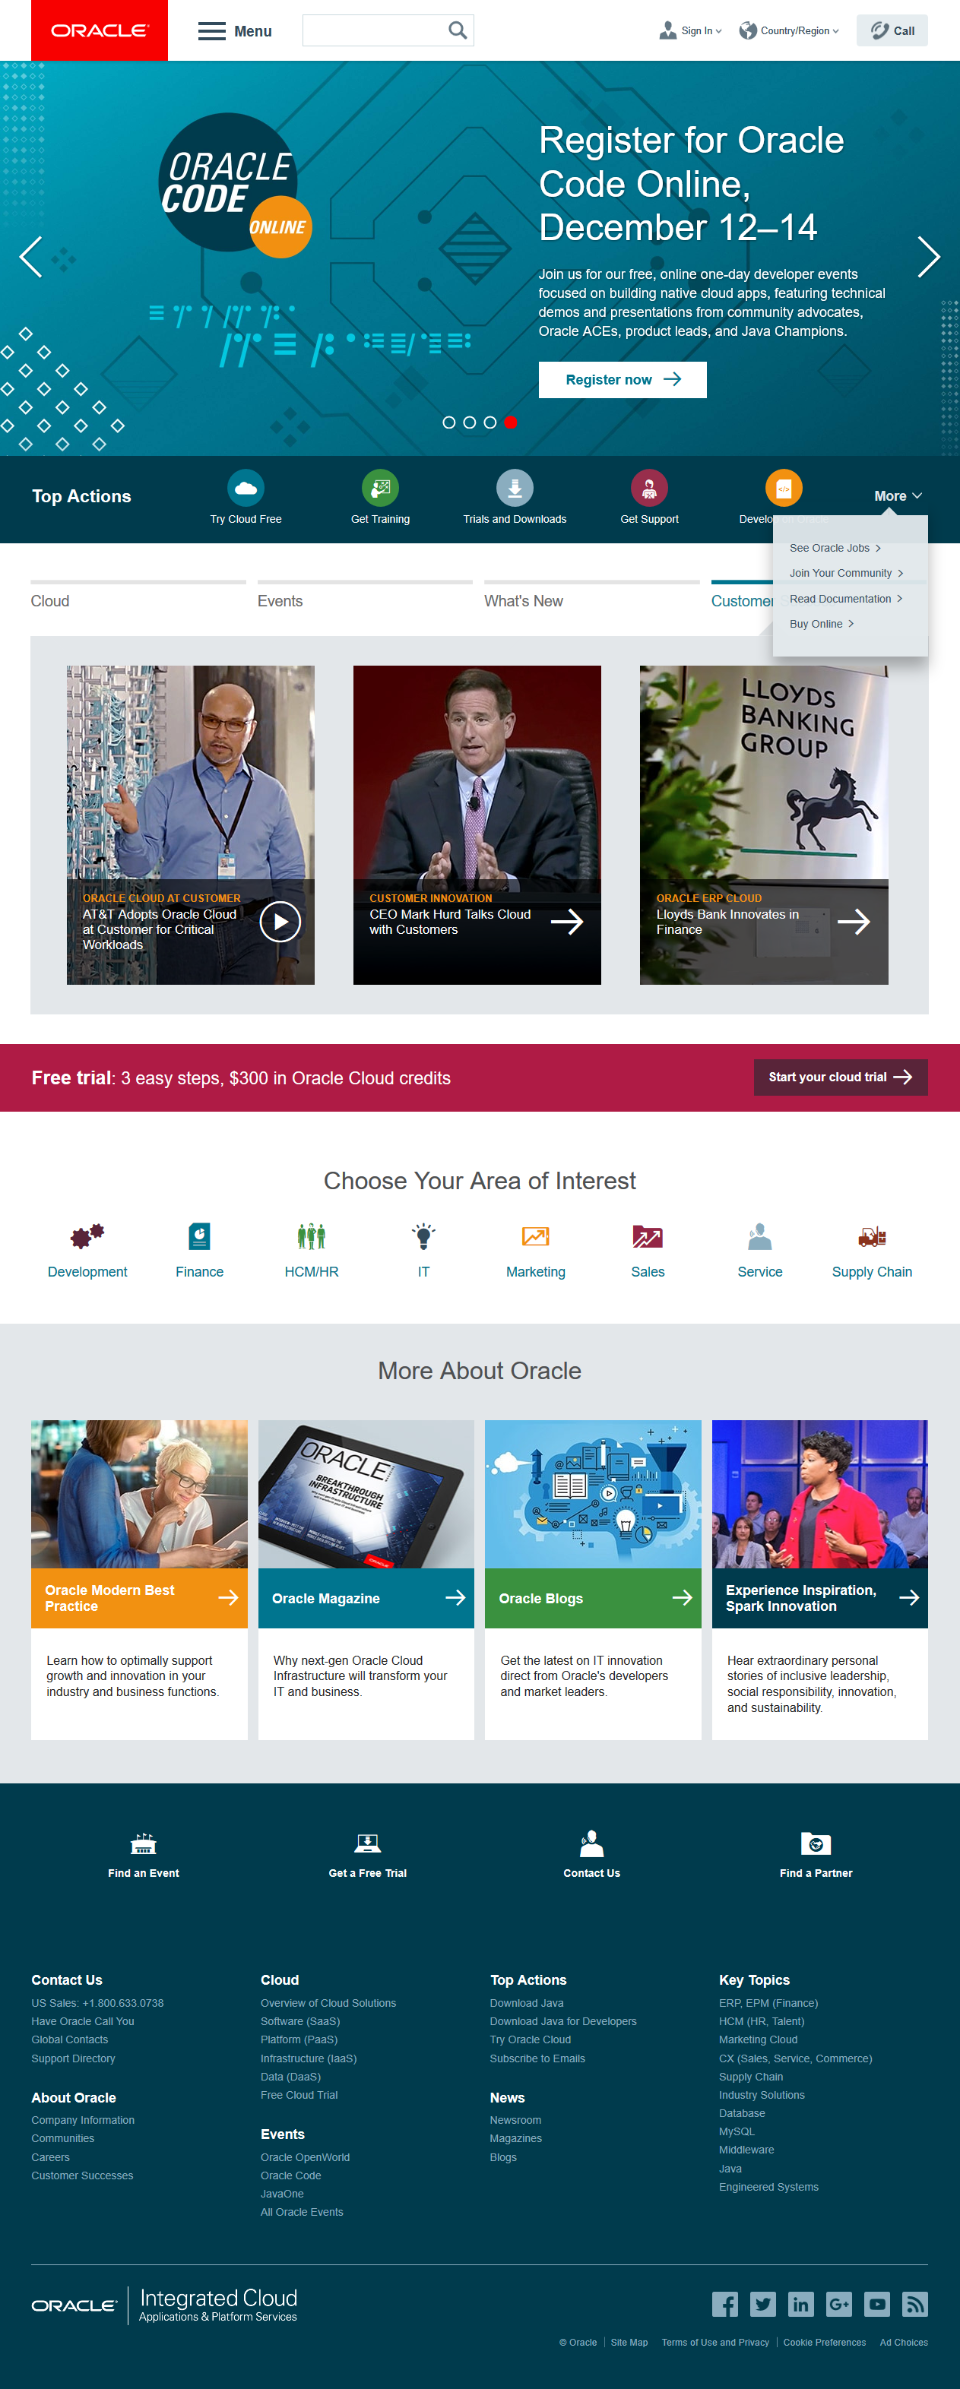 ORACLE
Menu
Sign In
Country/Region
Call
ORACLE
CODE
ONLINE
Register for Oracle
Code Online,
December 12–14
Join us for our free, online one-day developer events
focused on building native cloud apps, featuring technical
demos and presentations from community advocates,
Oracle ACEs, product leads, and Java Champions.
Register now
Top Actions
Try Cloud Free
Get Training
Trials and Downloads
Get Support
More
See Oracle Jobs
Join Your Community
Read Documentation
Buy Online
Cloud
Events
What's New
Customer
LLOYDS
BANKING
GROUP
ORACLE CLOUD AT CUSTOMER
AT&T Adopts Oracle Cloud
at Customer for Critical
Workloads
CUSTOMER INNOVATION
CEO Mark Hurd Talks Cloud
with Customers
ORACLE ERP CLOUD
Lloyds Bank Innovates in
Finance
Free trial: 3 easy steps, $300 in Oracle Cloud credits
Start your cloud trial
Choose Your Area of Interest
Development
Finance
HCM/HR
IT
Marketing
Sales
Service
Supply Chain
More About Oracle
ORACLE
BREAKTHROUGH
INFRASTRUCTURE
Oracle Modern Best
Practice
Learn how to optimally support
growth and innovation in your
industry and business functions.
Oracle Magazine
Why next-gen Oracle Cloud
Infrastructure will transform your
IT and business.
Oracle Blogs
Get the latest on IT innovation
direct from Oracle's developers
and market leaders.
Experience Inspiration,
Spark Innovation
Hear extraordinary personal
stories of inclusive leadership,
social responsibility, innovation,
and sustainability.
Find an Event
Get a Free Trial
Contact Us
Find a Partner
Contact Us
US Sales: +1.800.633.0738
Have Oracle Call You
Global Contacts
Support Directory
About Oracle
Company Information
Communities
Careers
Customer Successes
Cloud
Overview of Cloud Solutions
Software (SaaS)
Platform (PaaS)
Infrastructure (IaaS)
Data (DaaS)
Free Cloud Trial
Events
Oracle OpenWorld
Oracle Code
JavaOne
All Oracle Events
Top Actions
Download Java
Download Java for Developers
Try Oracle Cloud
Subscribe to Emails
News
Newsroom
Magazines
Blogs
Key Topics
ERP, EPM (Finance)
HCM (HR, Talent)
Marketing Cloud
CX (Sales, Service, Commerce)
Supply Chain
Industry Solutions
Database
MySQL
Middleware
Java
Engineered Systems
ORACLE
Integrated Cloud
Applications & Platform Services
© Oracle
Site Map
Terms of Use and Privacy
Cookie Preferences
Ad Choices